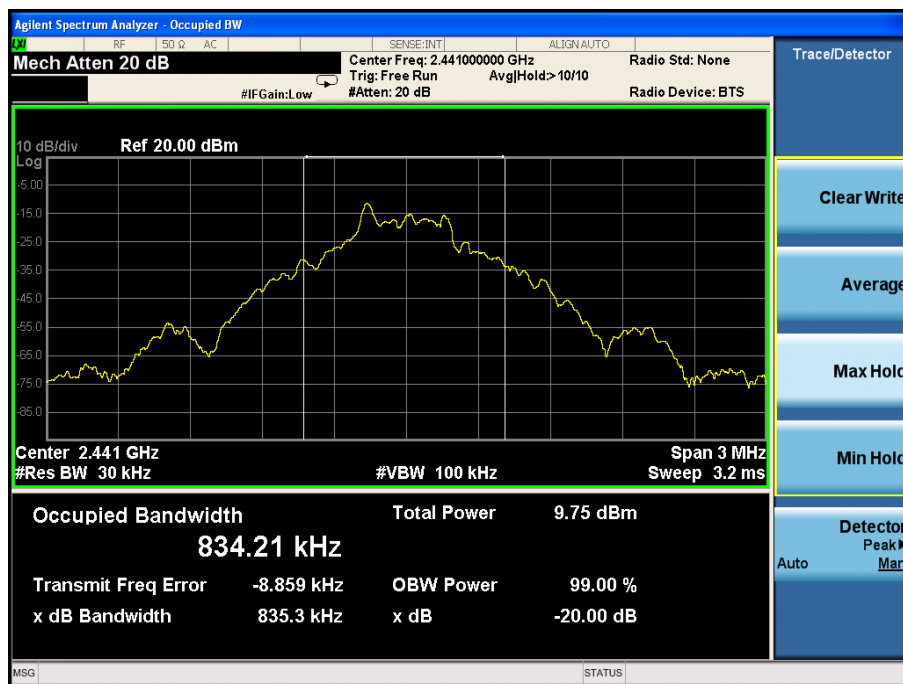 Agilent Spectrum Analyzer - Occupied BW
LXI RF 50 Ω AC SENSE:INT ALIGN AUTO
Mech Atten 20 dB
Center Freq: 2.441000000 GHz Radio Std: None
Trig: Free Run Avg|Hold:> 10/10
#IFGain:Low #Atten: 20 dB Radio Device: BTS
10 dB/div Ref 20.00 dBm
Log
-5.00
-15.0
-25.0
-35.0
-45.0
-55.0
-65.0
-75.0
-85.0
Center 2.441 GHz Span 3 MHz
#Res BW 30 kHz #VBW 100 kHz Sweep 3.2 ms
Occupied Bandwidth Total Power 9.75 dBm
834.21 kHz
Transmit Freq Error -8.859 kHz OBW Power 99.00 %
x dB Bandwidth 835.3 kHz x dB -20.00 dB
MSG STATUS
Trace/Detector
Clear Write
Average
Max Hold
Min Hold
Detector
Peak▶
Auto Man